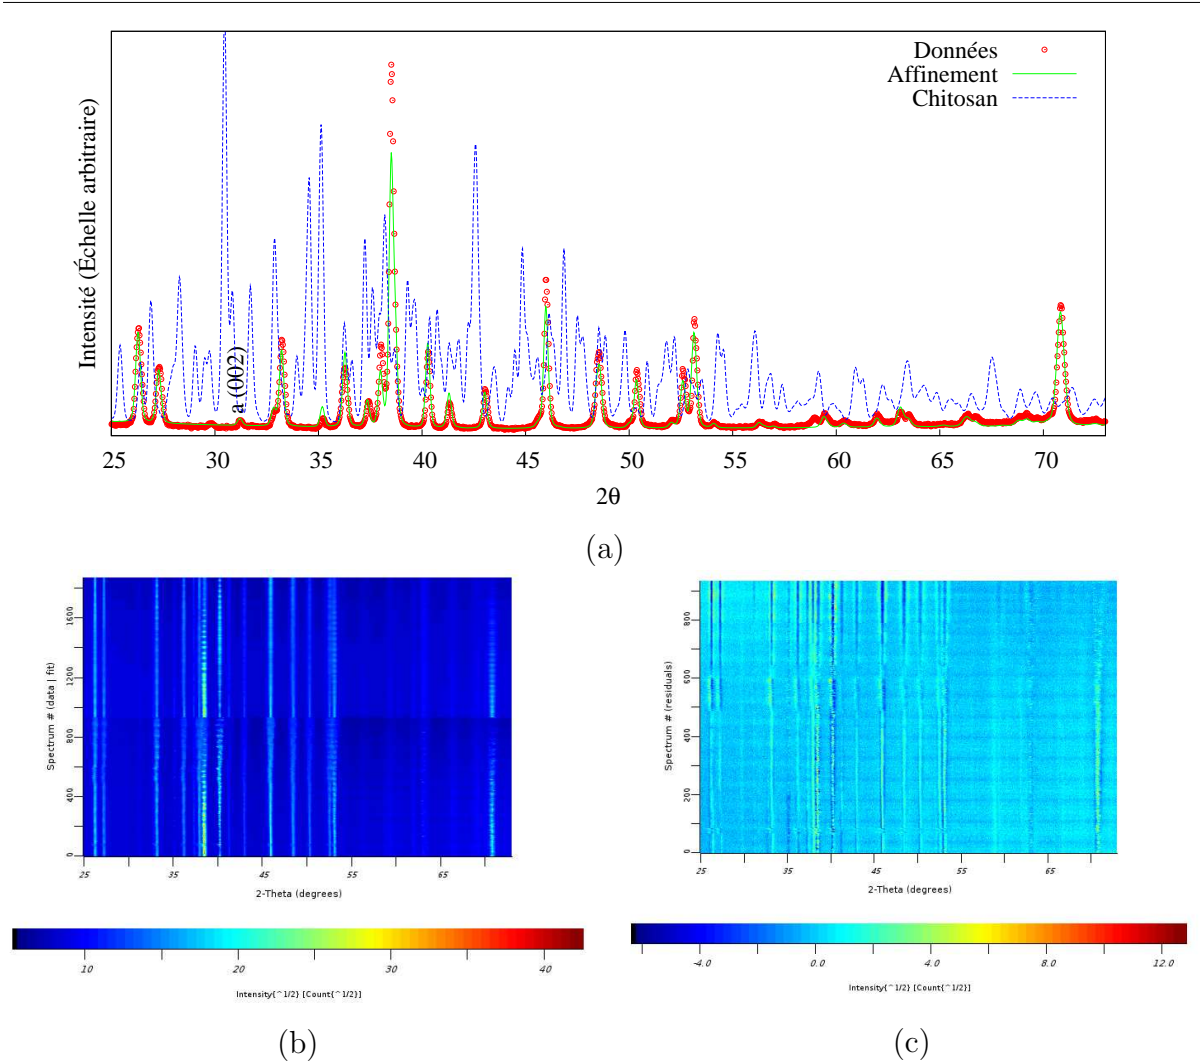 Données
Affinement
Chitosan
Intensité (Échelle arbitraire)
a (002)
25 30 35 40 45 50 55 60 65 70
2θ
(a)
Spectrum # (data | fit)
0 400 800 1200 1600
25 35 45 55 65
2-Theta (degrees)
10 20 30 40
Intensity{^1/2} [Count{^1/2}]
(b)
Spectrum # (residuals)
0 200 400 600 800
25 35 45 55 65
2-Theta (degrees)
-4.0 0.0 4.0 8.0 12.0
Intensity{^1/2} [Count{^1/2}]
(c)